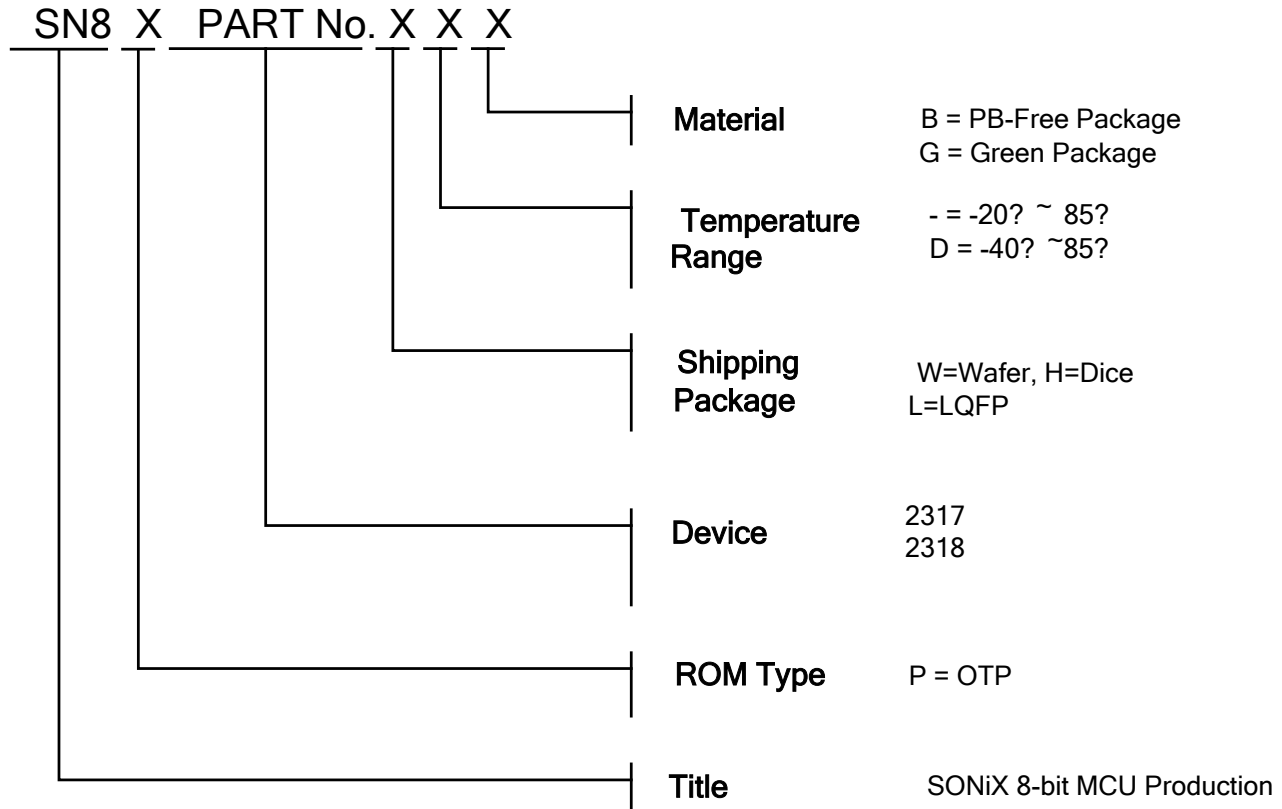 SN8 X PART No. X X X
Material B = PB-Free Package
G = Green Package
Temperature - = -20? ~ 85?
Range D = -40? ~85?
Shipping W=Wafer, H=Dice
Package L=LQFP
Device 2317
2318
ROM Type P = OTP
Title SONiX 8-bit MCU Production